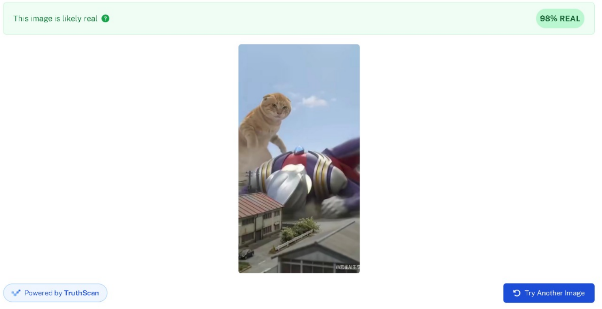 This image is likely real ?
98% REAL
Powered by TruthScan
Try Another Image